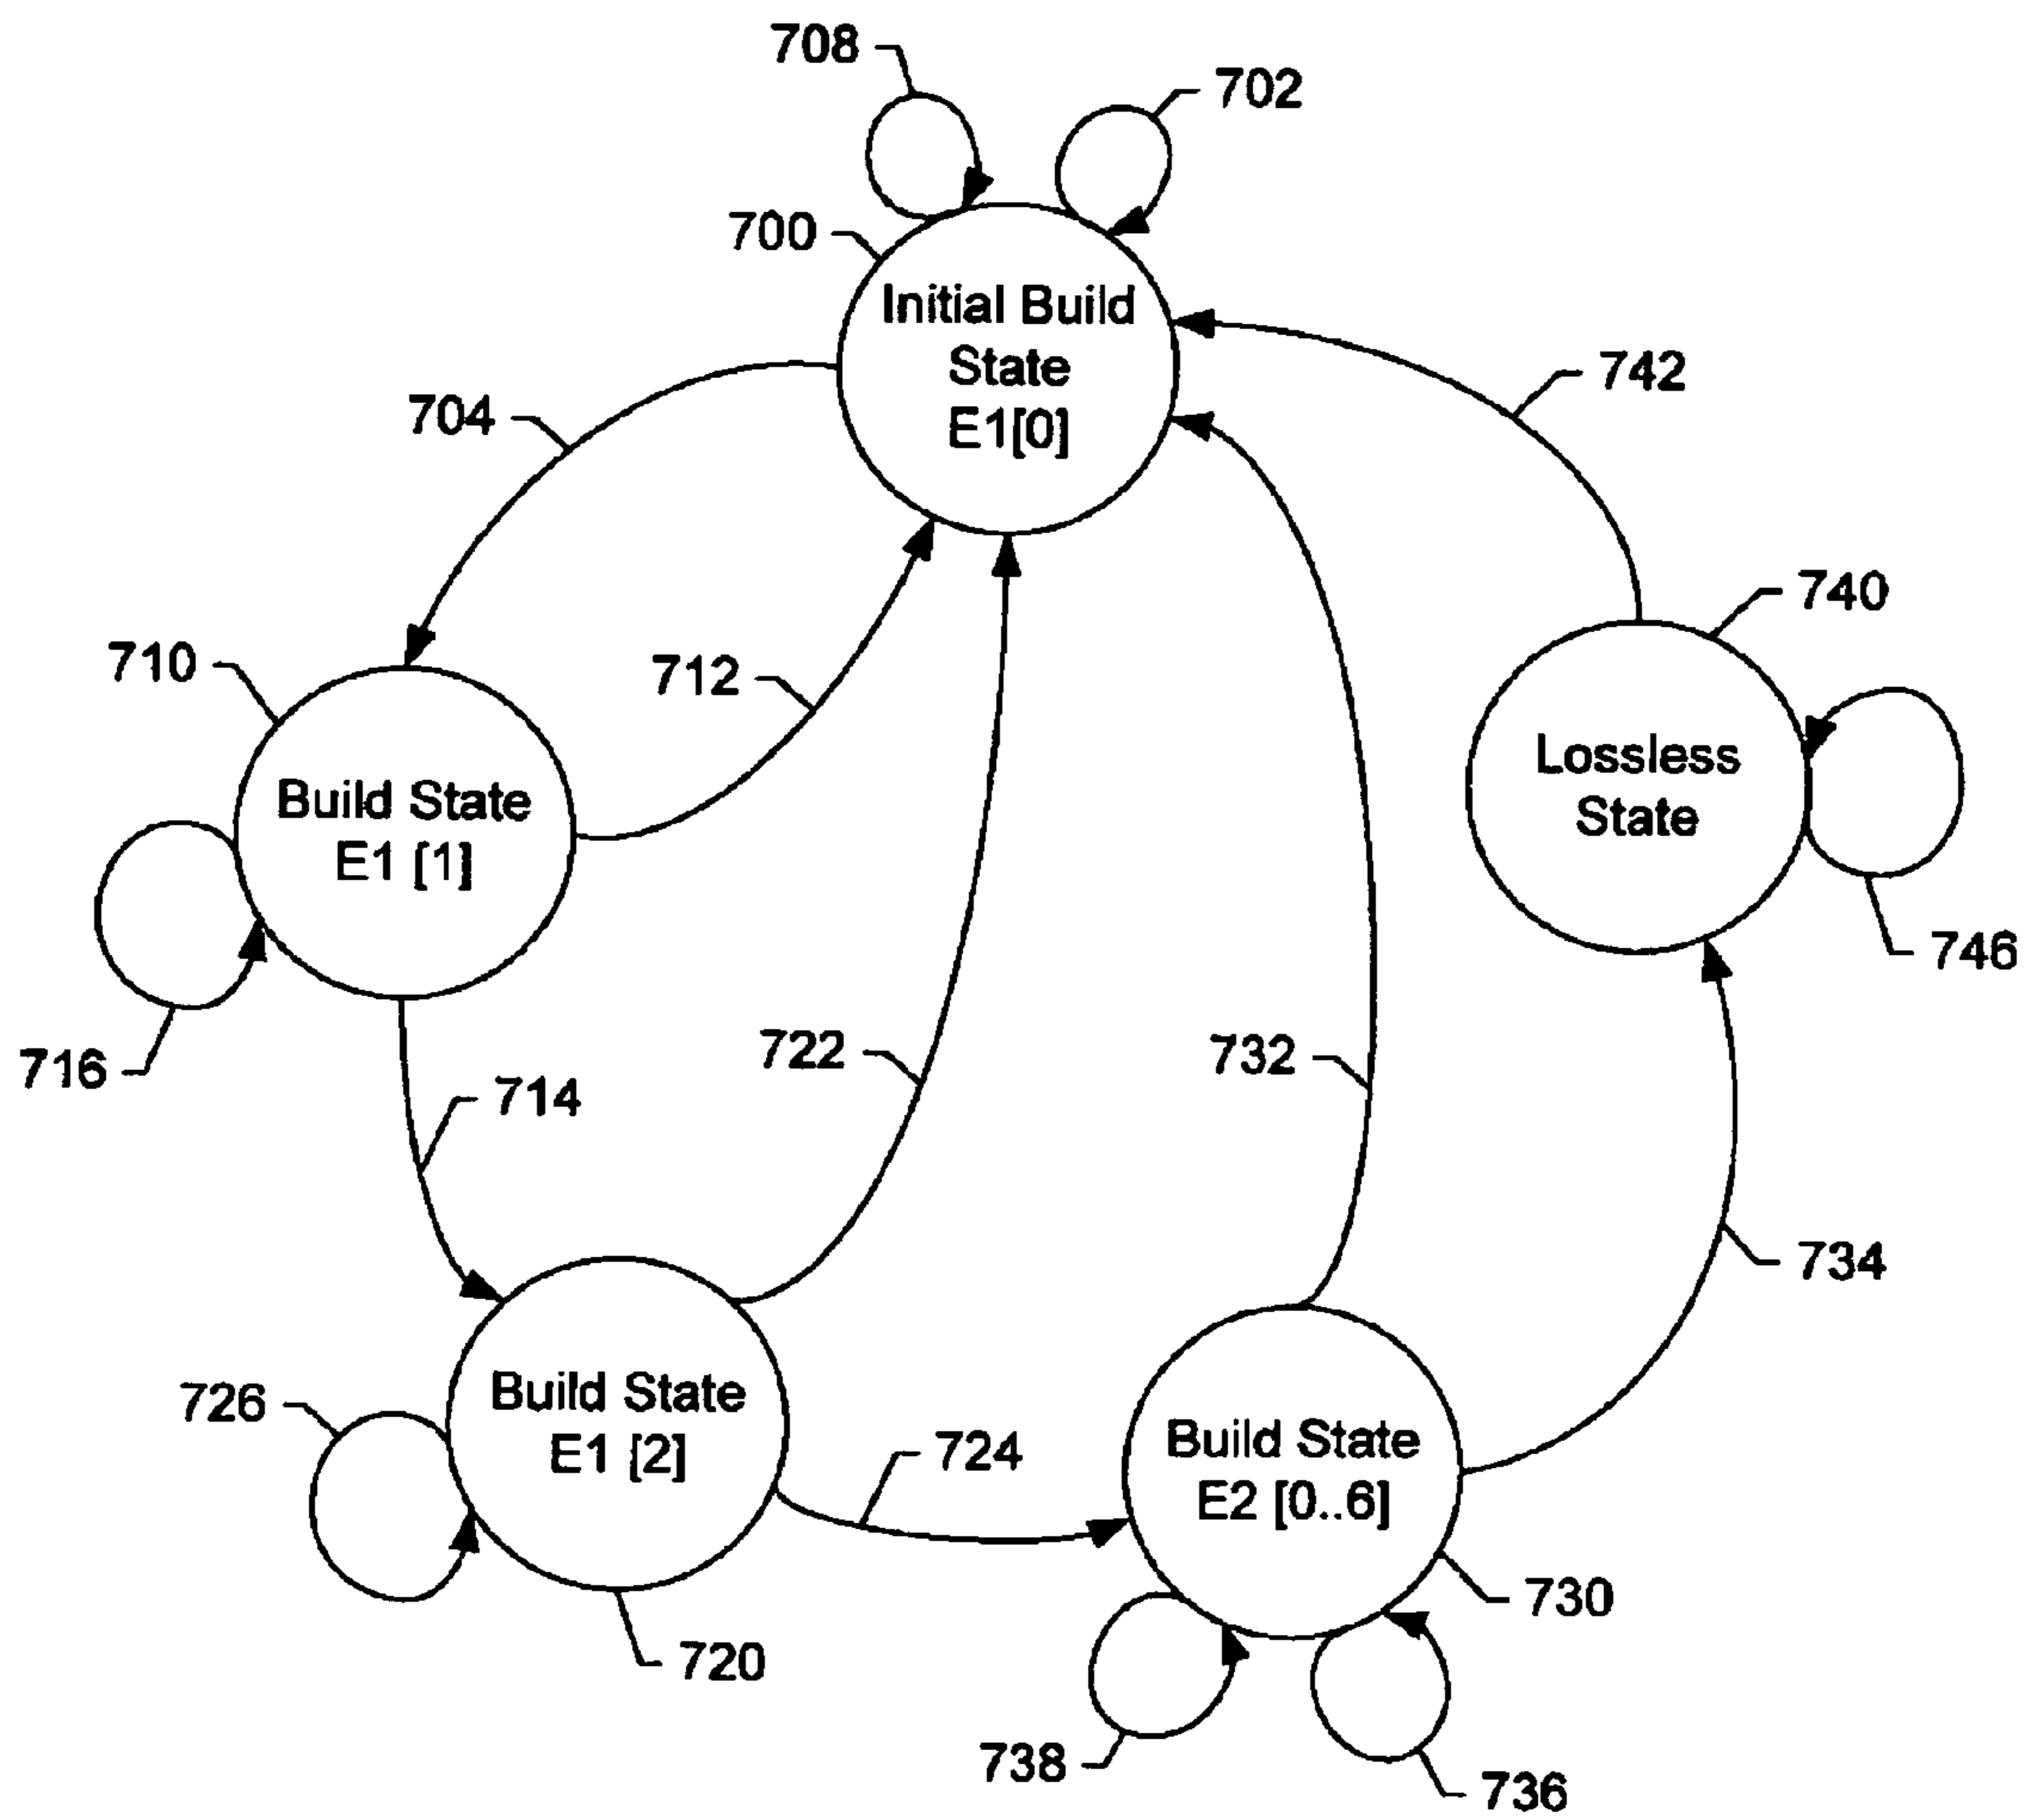 708
702
700
Initial Build
State
E1[0]
704
742
710
712
740
Build State
E1 [1]
Lossless
State
746
716
714
722
732
734
726
Build State
E1 [2]
724
Build State
E2 [0..6]
730
720
738
736